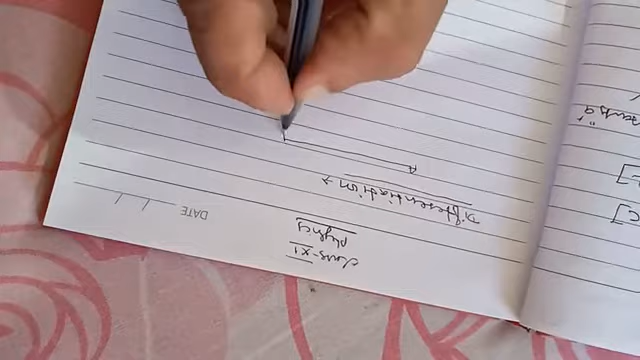 DATE / /
class-XI
physics
Differentiation →
A